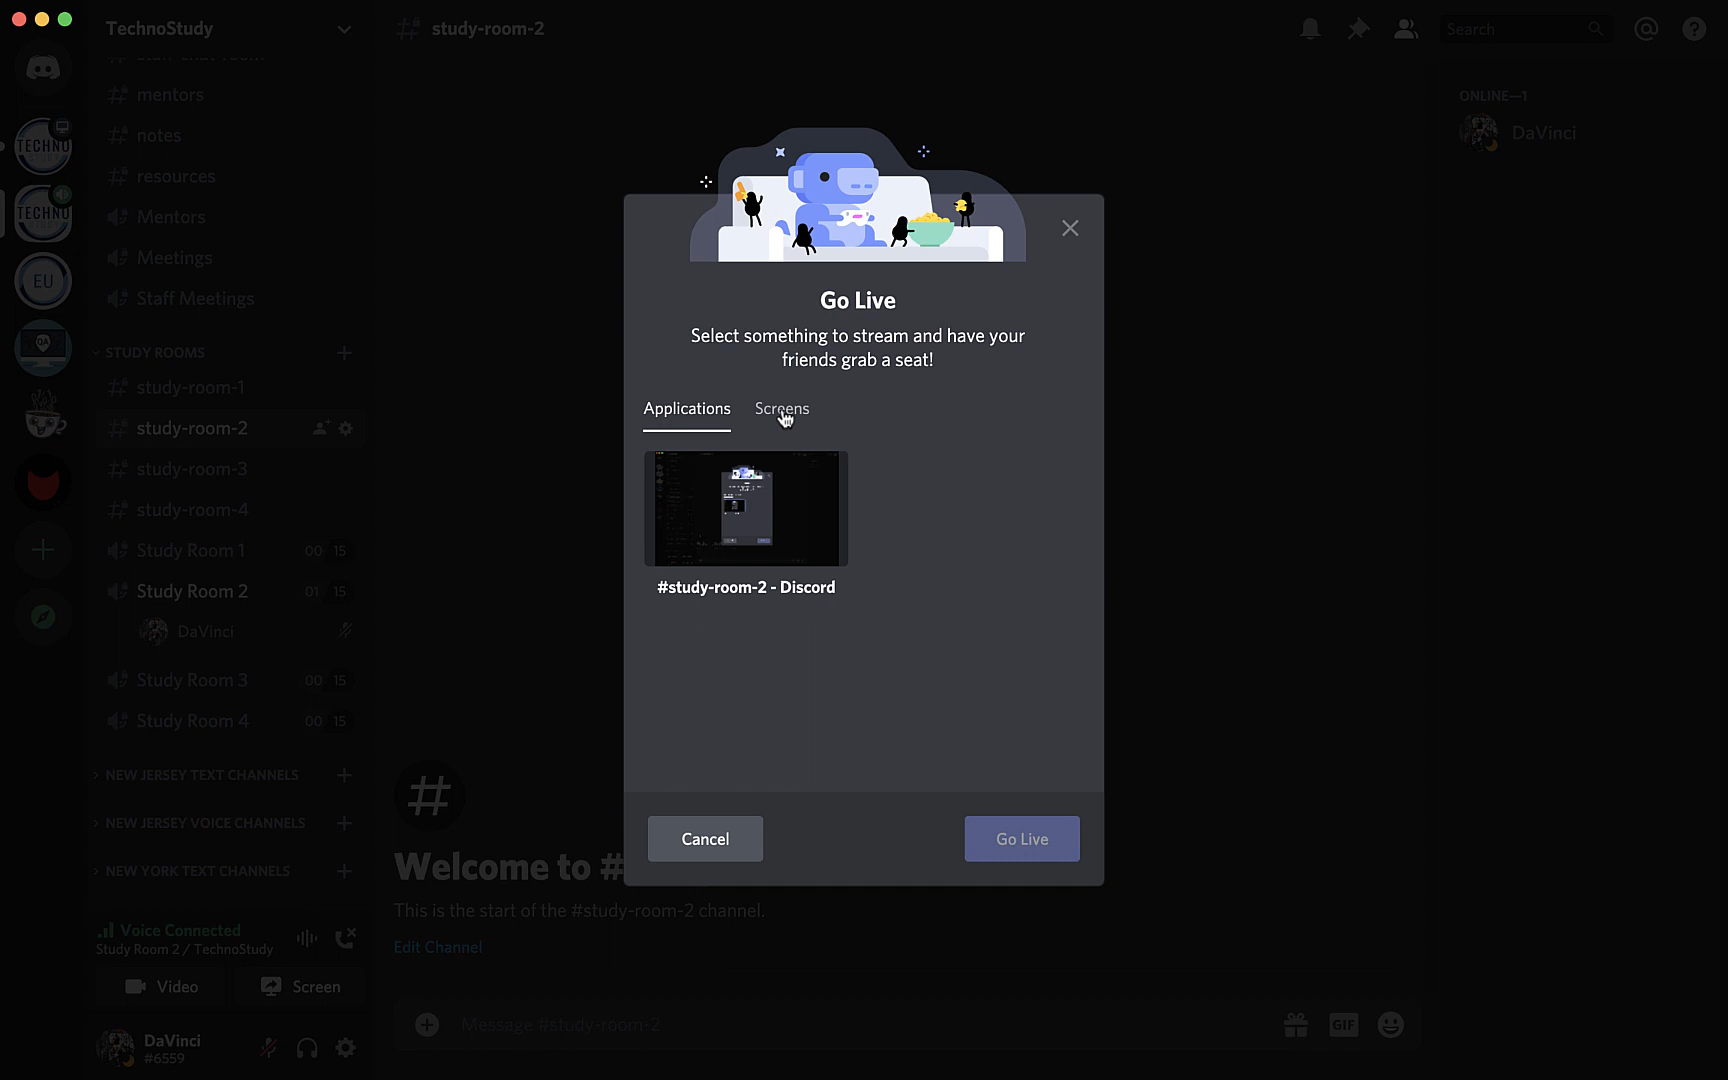 TechnoStudy
study-room-2
Search
staff-chat-room
mentors
notes
resources
Mentors
Meetings
Staff Meetings
STUDY ROOMS
study-room-1
study-room-2
study-room-3
study-room-4
Study Room 1 00 15
Study Room 2 01 15
DaVinci
Study Room 3 00 15
Study Room 4 00 15
NEW JERSEY TEXT CHANNELS
NEW JERSEY VOICE CHANNELS
NEW YORK TEXT CHANNELS
Voice Connected
Study Room 2 / TechnoStudy
Video
Screen
DaVinci
#6559
TECHNO
TECHNO
EU
Go Live
Select something to stream and have your
friends grab a seat!
Applications
Screens
#study-room-2 - Discord
Cancel
Go Live
Welcome to #
This is the start of the #study-room-2 channel.
Edit Channel
Message #study-room-2
GIF
ONLINE—1
DaVinci